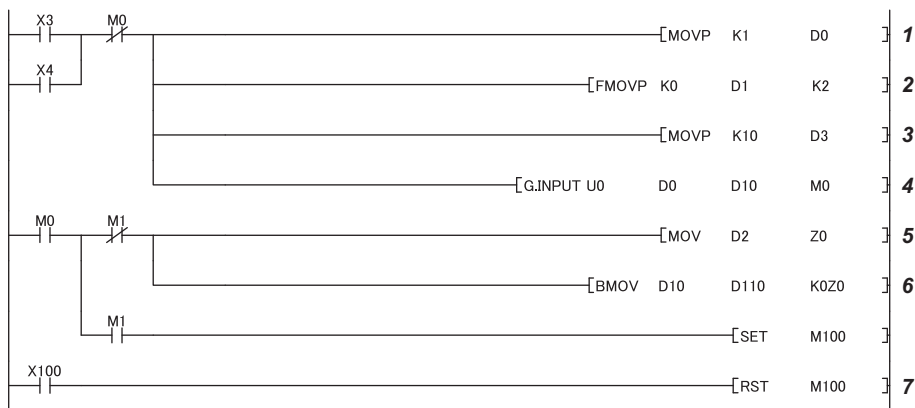 X3 M0
[MOVP K1 D0 ] 1
X4
[FMOVP K0 D1 K2 ] 2
[MOVP K10 D3 ] 3
[G.INPUT U0 D0 D10 M0 ] 4
M0 M1
[MOV D2 Z0 ] 5
[BMOV D10 D110 K0Z0 ] 6
M1
[SET M100 ]
X100
[RST M100 ] 7